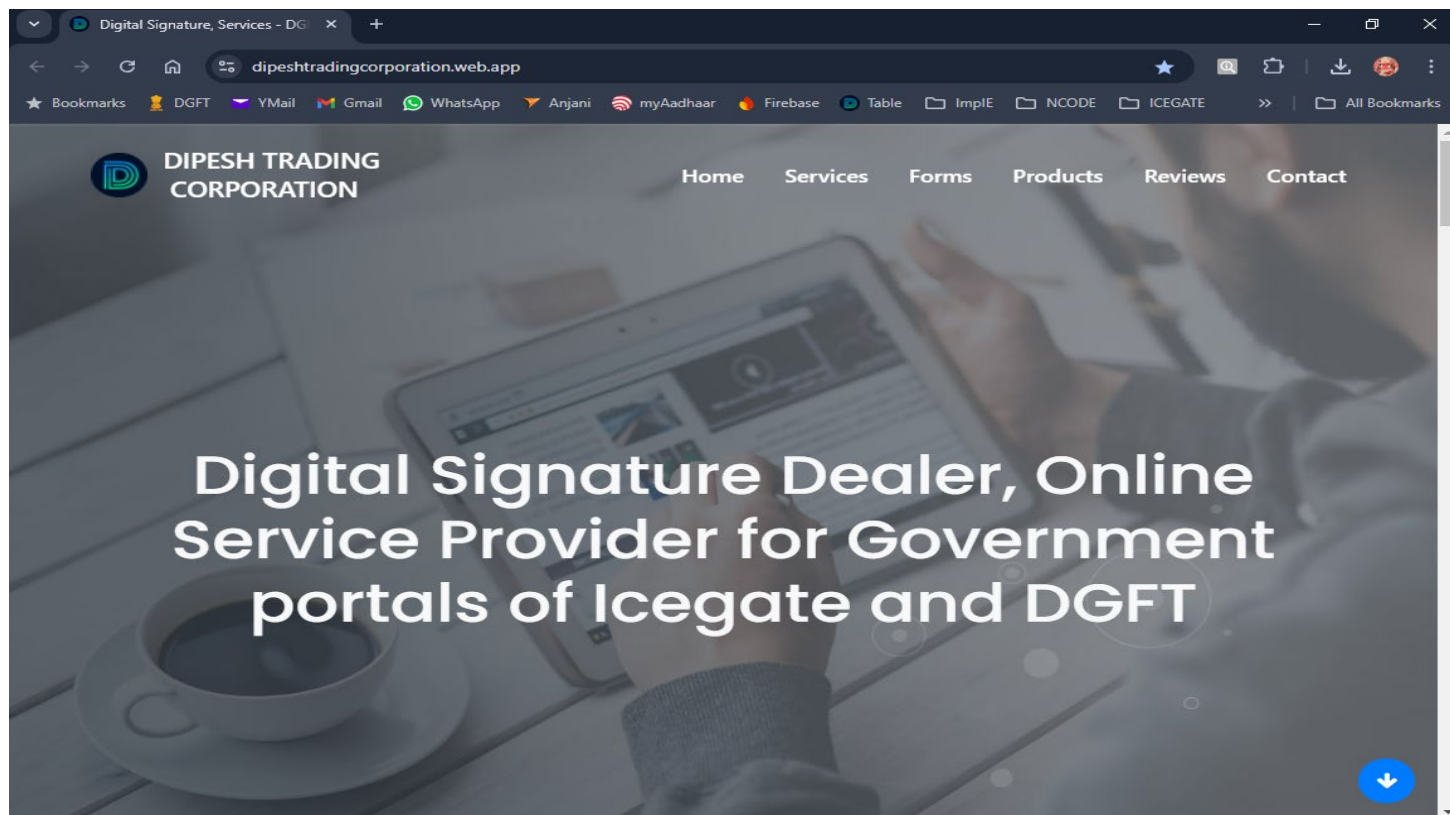 Digital Signature, Services - DG
dipeshtradingcorporation.web.app
Bookmarks DGFT YMail Gmail WhatsApp Anjani myAadhaar Firebase Table ImplE NCODE ICEGATE >> All Bookmarks
DIPESH TRADING
CORPORATION
Home Services Forms Products Reviews Contact
Digital Signature Dealer, Online
Service Provider for Government
portals of Icegate and DGFT